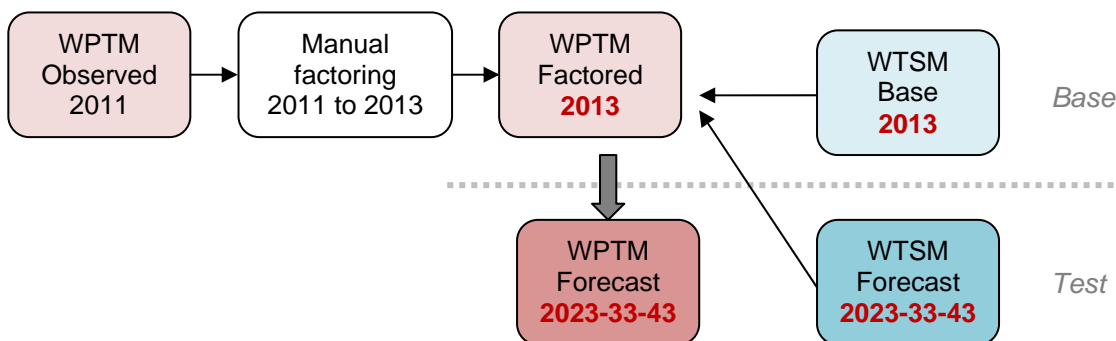 WPTM
Observed
2011
Manual
factoring
2011 to 2013
WPTM
Factored
2013
WTSM
Base
2013
Base
WPTM
Forecast
2023-33-43
WTSM
Forecast
2023-33-43
Test